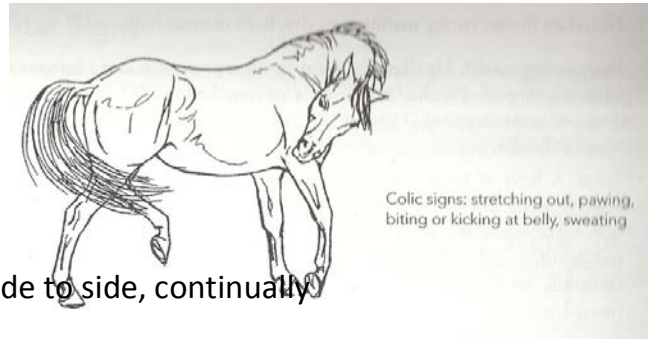 Colic signs: stretching out, pawing,
biting or kicking at belly, sweating
de to side, continually